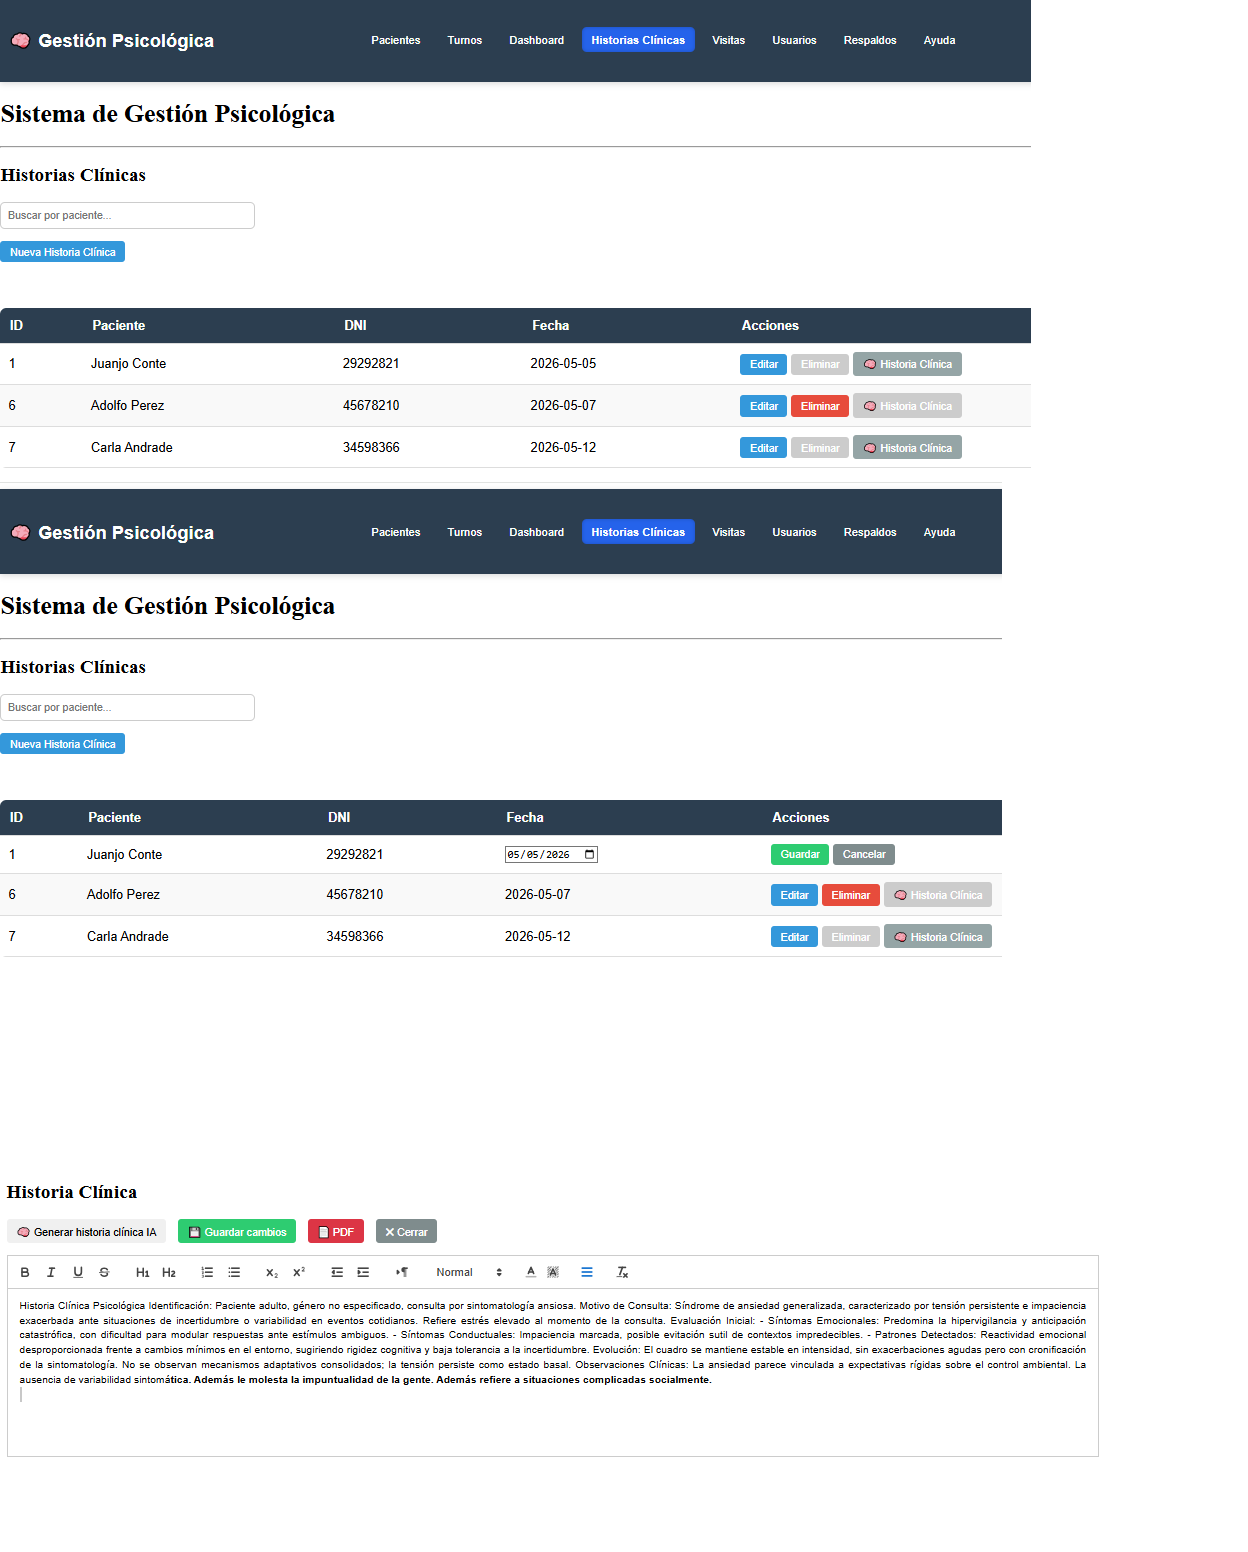 Gestión Psicológica Pacientes Turnos Dashboard Historias Clínicas Visitas Usuarios Respaldos Ayuda
Sistema de Gestión Psicológica
Historias Clínicas
Buscar por paciente...
Nueva Historia Clínica
ID Paciente DNI Fecha Acciones
1 Juanjo Conte 29292821 2026-05-05 Editar Eliminar Historia Clínica
6 Adolfo Perez 45678210 2026-05-07 Editar Eliminar Historia Clínica
7 Carla Andrade 34598366 2026-05-12 Editar Eliminar Historia Clínica
Gestión Psicológica Pacientes Turnos Dashboard Historias Clínicas Visitas Usuarios Respaldos Ayuda
Sistema de Gestión Psicológica
Historias Clínicas
Buscar por paciente...
Nueva Historia Clínica
ID Paciente DNI Fecha Acciones
1 Juanjo Conte 29292821 05/05/2026 Guardar Cancelar
6 Adolfo Perez 45678210 2026-05-07 Editar Eliminar Historia Clínica
7 Carla Andrade 34598366 2026-05-12 Editar Eliminar Historia Clínica
Historia Clínica
Generar historia clínica IA Guardar cambios PDF Cerrar
B I U S H1 H2 x₂ x² Normal A A Tx
Historia Clínica Psicológica Identificación: Paciente adulto, género no especificado, consulta por sintomatología ansiosa. Motivo de Consulta: Síndrome de ansiedad generalizada, caracterizado por tensión persistente e impaciencia
exacerbada ante situaciones de incertidumbre o variabilidad en eventos cotidianos. Refiere estrés elevado al momento de la consulta. Evaluación Inicial: - Síntomas Emocionales: Predomina la hipervigilancia y anticipación
catastrófica, con dificultad para modular respuestas ante estímulos ambiguos. - Síntomas Conductuales: Impaciencia marcada, posible evitación sutil de contextos impredecibles. - Patrones Detectados: Reactividad emocional
desproporcionada frente a cambios mínimos en el entorno, sugiriendo rigidez cognitiva y baja tolerancia a la incertidumbre. Evolución: El cuadro se mantiene estable en intensidad, sin exacerbaciones agudas pero con cronificación
de la sintomatología. No se observan mecanismos adaptativos consolidados; la tensión persiste como estado basal. Observaciones Clínicas: La ansiedad parece vinculada a expectativas rígidas sobre el control ambiental. La
ausencia de variabilidad sintomática. Además le molesta la impuntualidad de la gente. Además refiere a situaciones complicadas socialmente.